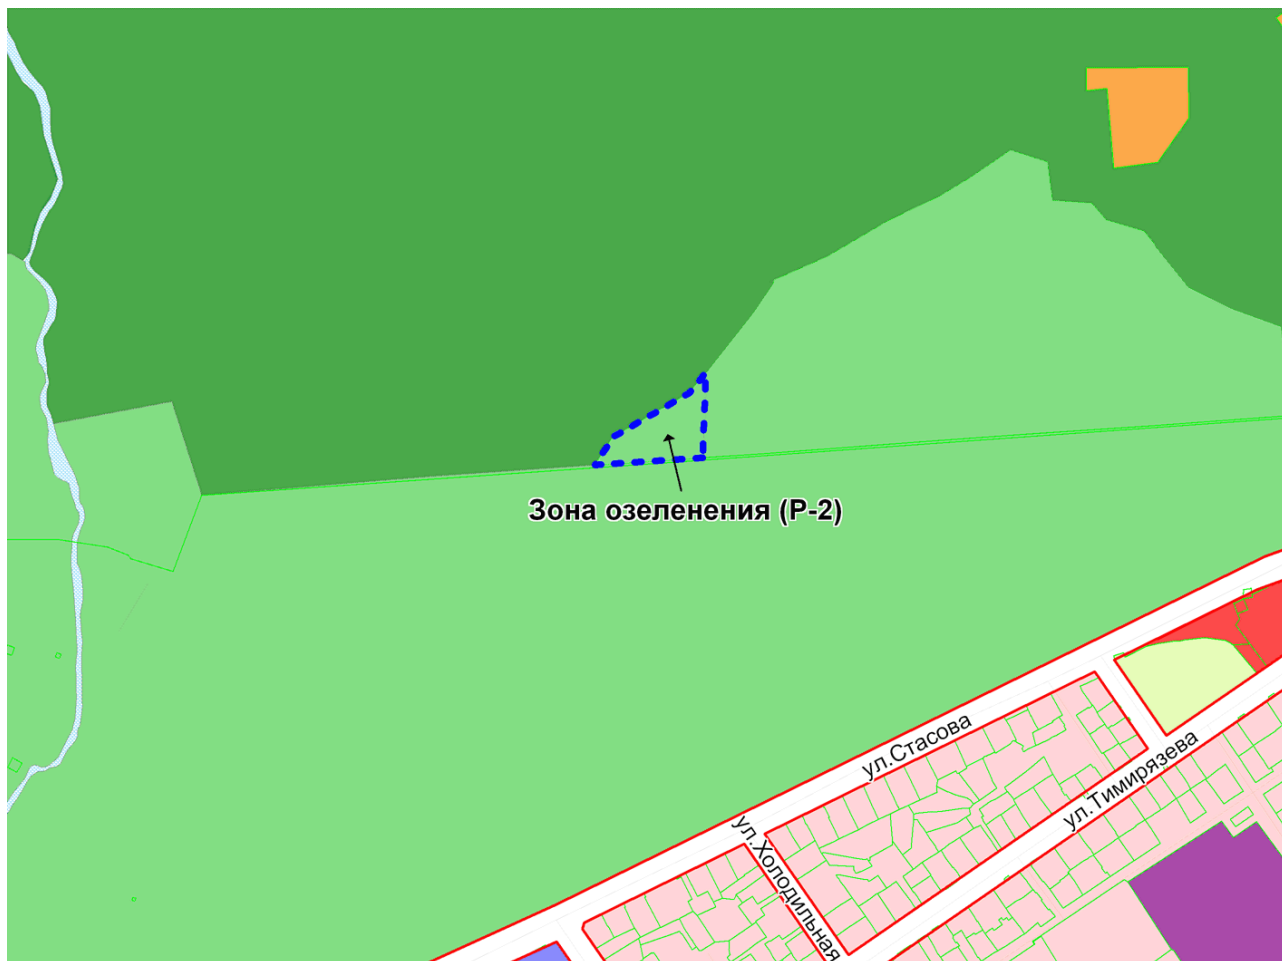 Зона озеленения (Р-2)
ул.Стасова
ул.Тимирязева
ул.Холодильная